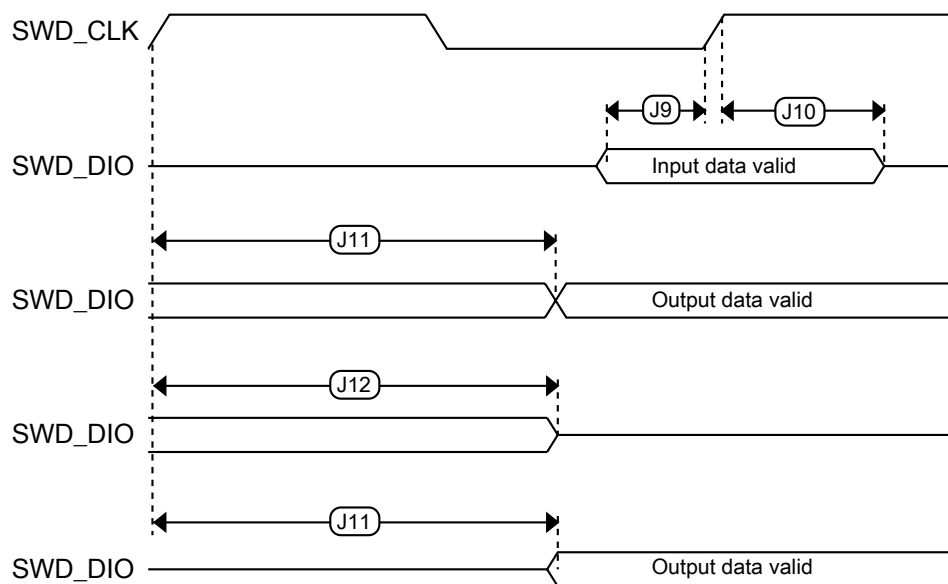 SWD_CLK
J9
J10
SWD_DIO
Input data valid
J11
SWD_DIO
Output data valid
J12
SWD_DIO
J11
SWD_DIO
Output data valid